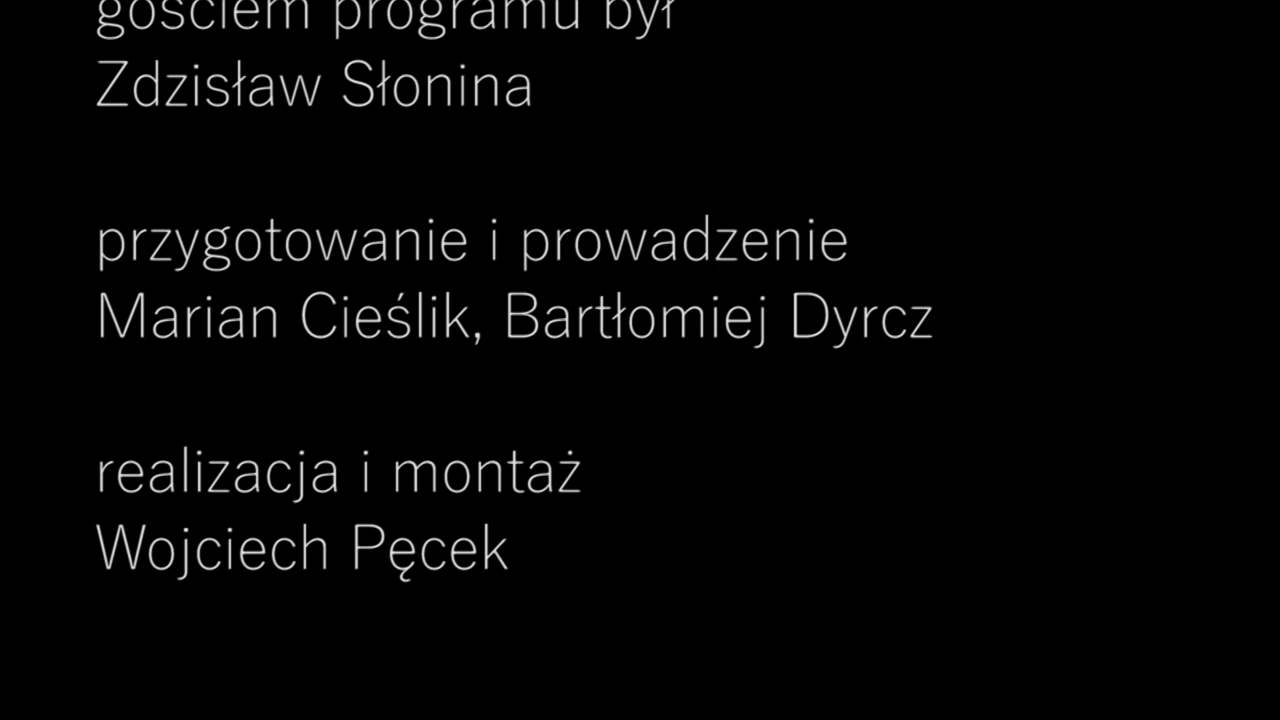 gościem programu był
Zdzisław Słonina
przygotowanie i prowadzenie
Marian Cieślik, Bartłomiej Dyrcz
realizacja i montaż
Wojciech Pęcek